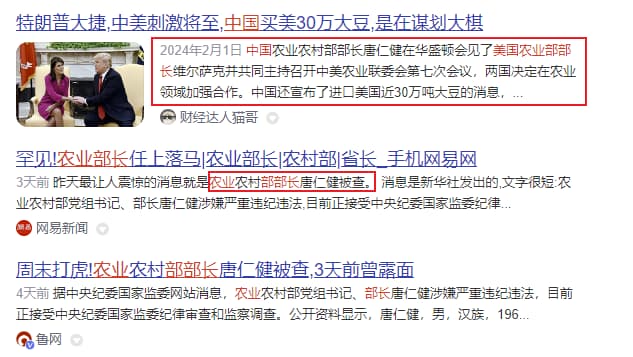 特朗普大捷,中美刺激将至,中国买美30万大豆,是在谋划大棋
2024年2月1日 中国农业农村部部长唐仁健在华盛顿会见了美国农业部部
长维尔萨克并共同主持召开中美农业联委会第七次会议，两国决定在农业
领域加强合作。中国还宣布了进口美国近30万吨大豆的消息，...
财经达人猫哥
罕见!农业部长任上落马|农业部长|农村部|省长_手机网易网
3天前 昨天最让人震惊的消息就是农业农村部部长唐仁健被查。 消息是新华社发出的,文字很短:农
业农村部党组书记、部长唐仁健涉嫌严重违纪违法,目前正接受中央纪委国家监委纪律...
网易新闻
周末打虎!农业农村部部长唐仁健被查,3天前曾露面
4天前 据中央纪委国家监委网站消息，农业农村部党组书记、部长唐仁健涉嫌严重违纪违法，目前
正接受中央纪委国家监委纪律审查和监察调查。公开资料显示，唐仁健，男，汉族，196...
鲁网